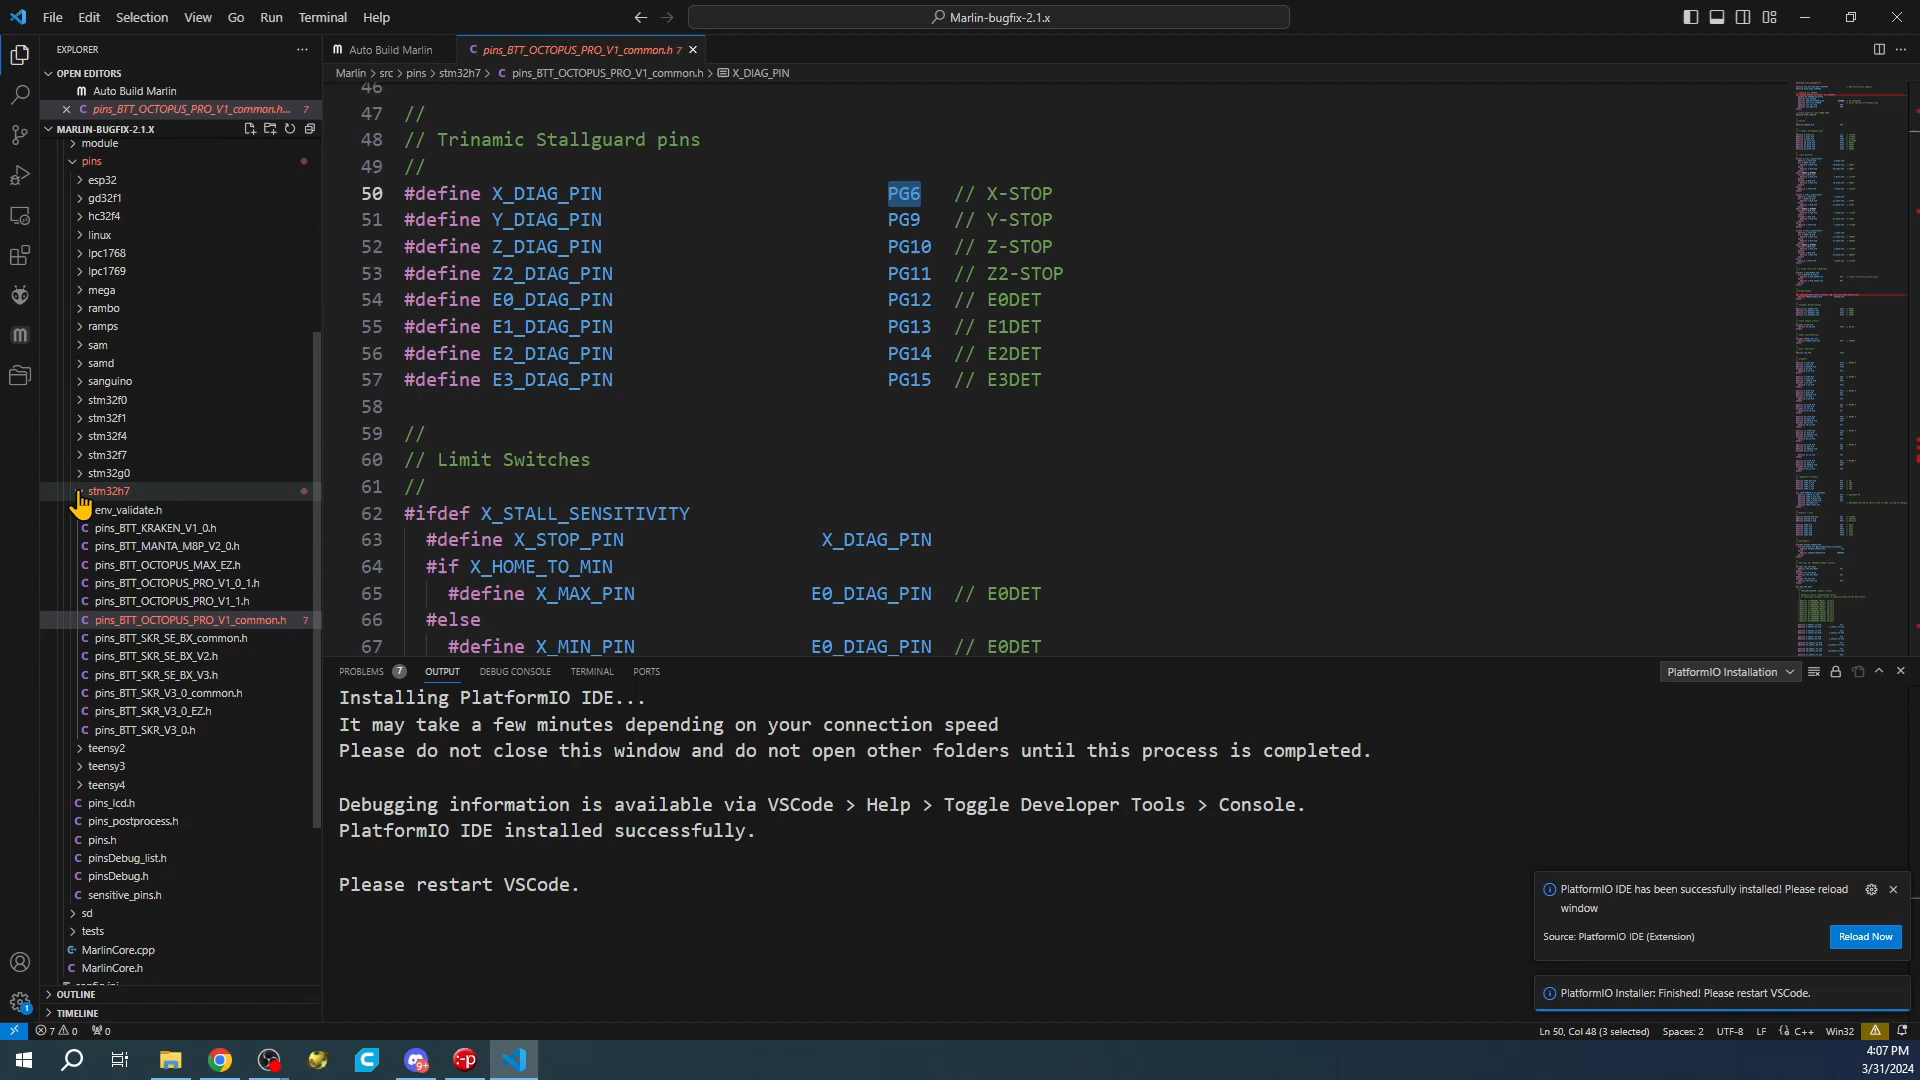 File Edit Selection View Go Run Terminal Help
Marlin-bugfix-2.1.x
EXPLORER
OPEN EDITORS
Auto Build Marlin
C pins_BTT_OCTOPUS_PRO_V1_common.h... 7
MARLIN-BUGFIX-2.1.X
module
pins
esp32
gd32f1
hc32f4
linux
lpc1768
lpc1769
mega
rambo
ramps
sam
samd
sanguino
stm32f0
stm32f1
stm32f4
stm32f7
stm32g0
stm32h7
env_validate.h
C pins_BTT_KRAKEN_V1_0.h
C pins_BTT_MANTA_M8P_V2_0.h
C pins_BTT_OCTOPUS_MAX_EZ.h
C pins_BTT_OCTOPUS_PRO_V1_0_1.h
C pins_BTT_OCTOPUS_PRO_V1_1.h
C pins_BTT_OCTOPUS_PRO_V1_common.h 7
C pins_BTT_SKR_SE_BX_common.h
C pins_BTT_SKR_SE_BX_V2.h
C pins_BTT_SKR_SE_BX_V3.h
C pins_BTT_SKR_V3_0_common.h
C pins_BTT_SKR_V3_0_EZ.h
C pins_BTT_SKR_V3_0.h
teensy2
teensy3
teensy4
C pins_lcd.h
C pins_postprocess.h
C pins.h
C pinsDebug_list.h
C pinsDebug.h
C sensitive_pins.h
sd
tests
MarlinCore.cpp
C MarlinCore.h
OUTLINE
TIMELINE
Auto Build Marlin
C pins_BTT_OCTOPUS_PRO_V1_common.h 7
Marlin > src > pins > stm32h7 > C pins_BTT_OCTOPUS_PRO_V1_common.h > X_DIAG_PIN
46
47 //
48 // Trinamic Stallguard pins
49 //
50 #define X_DIAG_PIN PG6 // X-STOP
51 #define Y_DIAG_PIN PG9 // Y-STOP
52 #define Z_DIAG_PIN PG10 // Z-STOP
53 #define Z2_DIAG_PIN PG11 // Z2-STOP
54 #define E0_DIAG_PIN PG12 // E0DET
55 #define E1_DIAG_PIN PG13 // E1DET
56 #define E2_DIAG_PIN PG14 // E2DET
57 #define E3_DIAG_PIN PG15 // E3DET
58
59 //
60 // Limit Switches
61 //
62 #ifdef X_STALL_SENSITIVITY
63 #define X_STOP_PIN X_DIAG_PIN
64 #if X_HOME_TO_MIN
65 #define X_MAX_PIN E0_DIAG_PIN // E0DET
66 #else
67 #define X_MIN_PIN E0_DIAG_PIN // E0DET
PROBLEMS 7 OUTPUT DEBUG CONSOLE TERMINAL PORTS
PlatformIO Installation
Installing PlatformIO IDE...
It may take a few minutes depending on your connection speed
Please do not close this window and do not open other folders until this process is completed.
Debugging information is available via VSCode > Help > Toggle Developer Tools > Console.
PlatformIO IDE installed successfully.
Please restart VSCode.
PlatformIO IDE has been successfully installed! Please reload
window
Source: PlatformIO IDE (Extension)
Reload Now
PlatformIO Installer: Finished! Please restart VSCode.
7 0 0
Ln 50, Col 48 (3 selected) Spaces: 2 UTF-8 LF C++ Win32
4:07 PM
3/31/2024